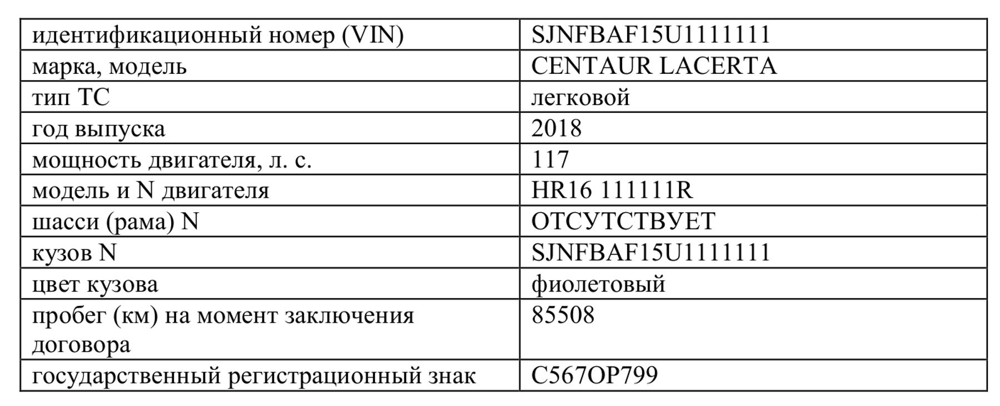 идентификационный номер (VIN) SJNFBAF15U1111111
марка, модель CENTAUR LACERTA
тип ТС легковой
год выпуска 2018
мощность двигателя, л. с. 117
модель и N двигателя HR16 111111R
шасси (рама) N ОТСУТСТВУЕТ
кузов N SJNFBAF15U1111111
цвет кузова фиолетовый
пробег (км) на момент заключения 85508
договора
государственный регистрационный знак С567ОР799